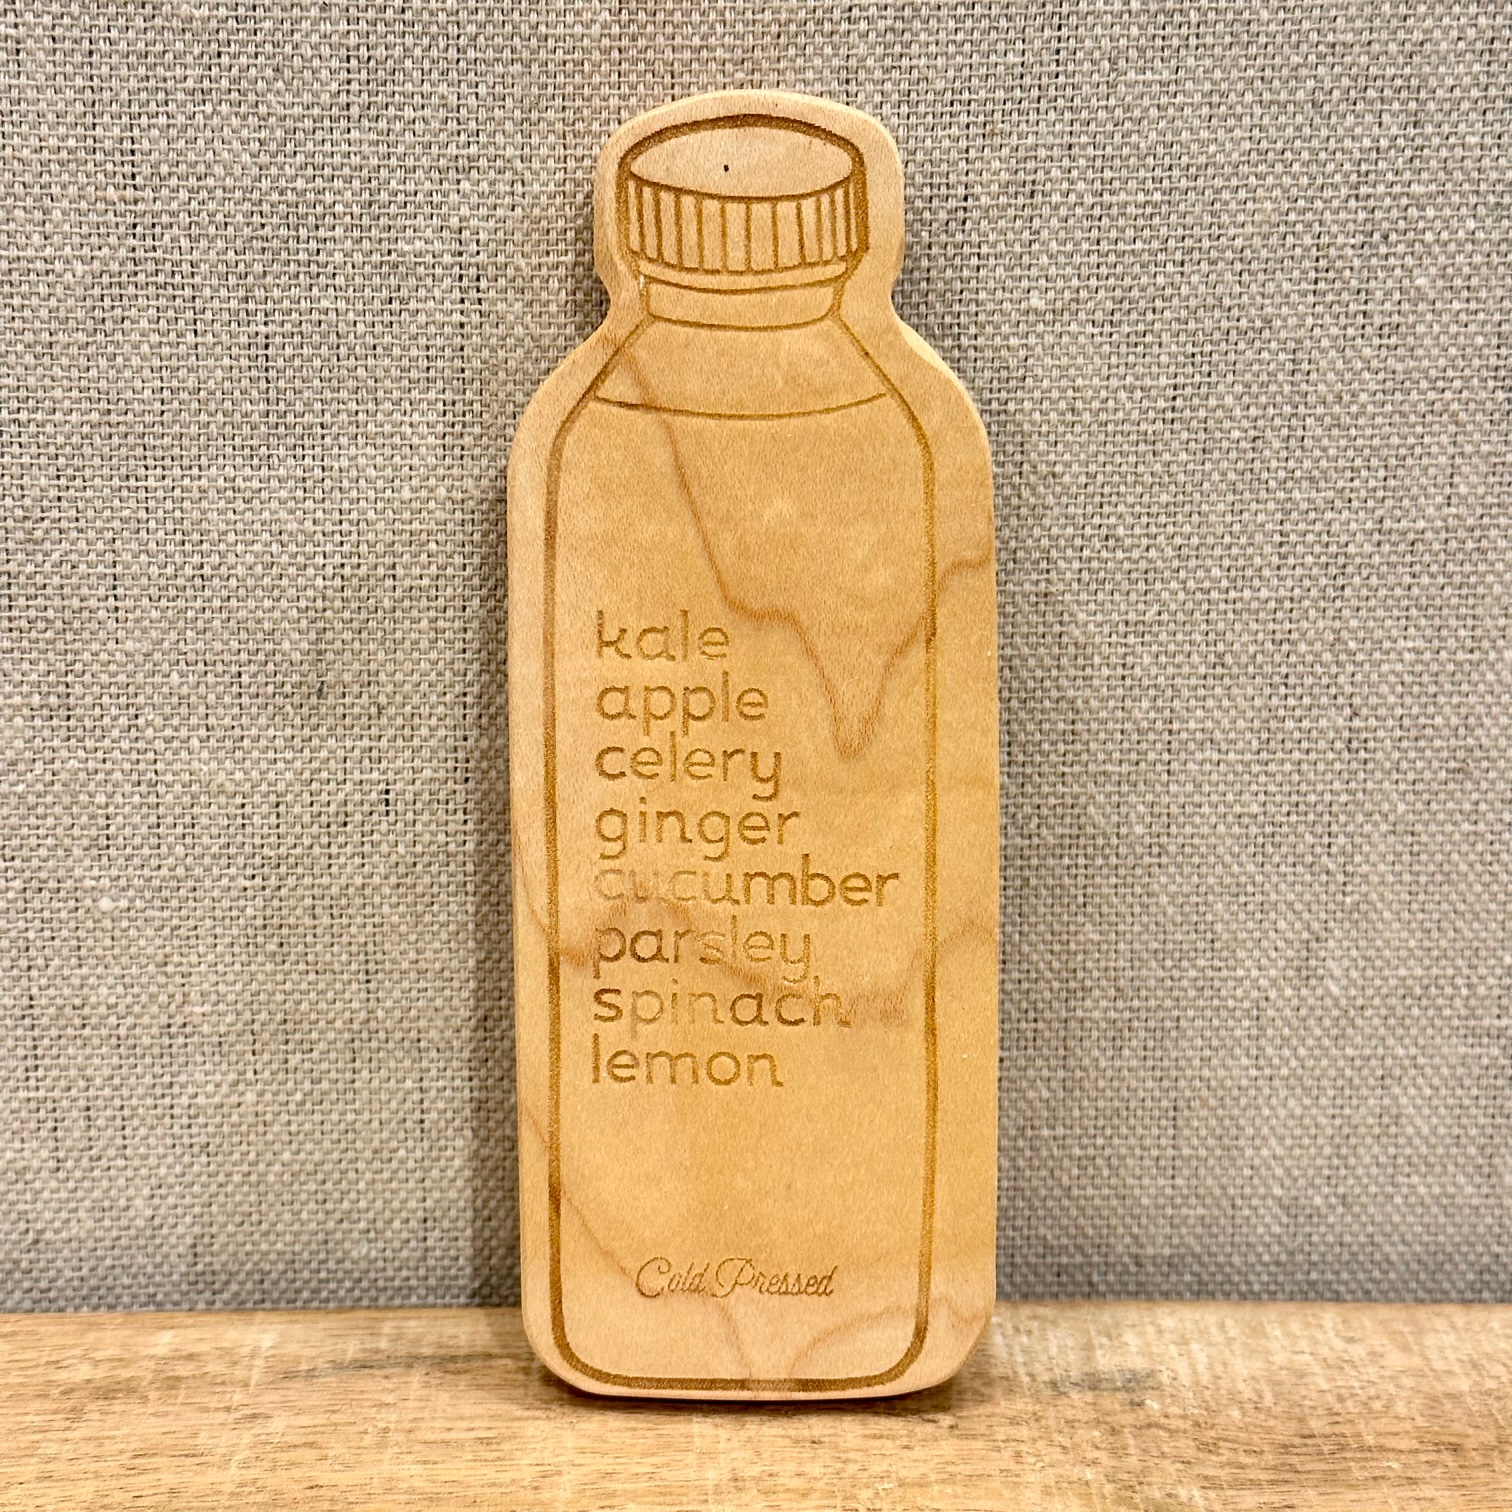 kale
apple
celery
ginger
cucumber
parsley
spinach
lemon
Cold Pressed